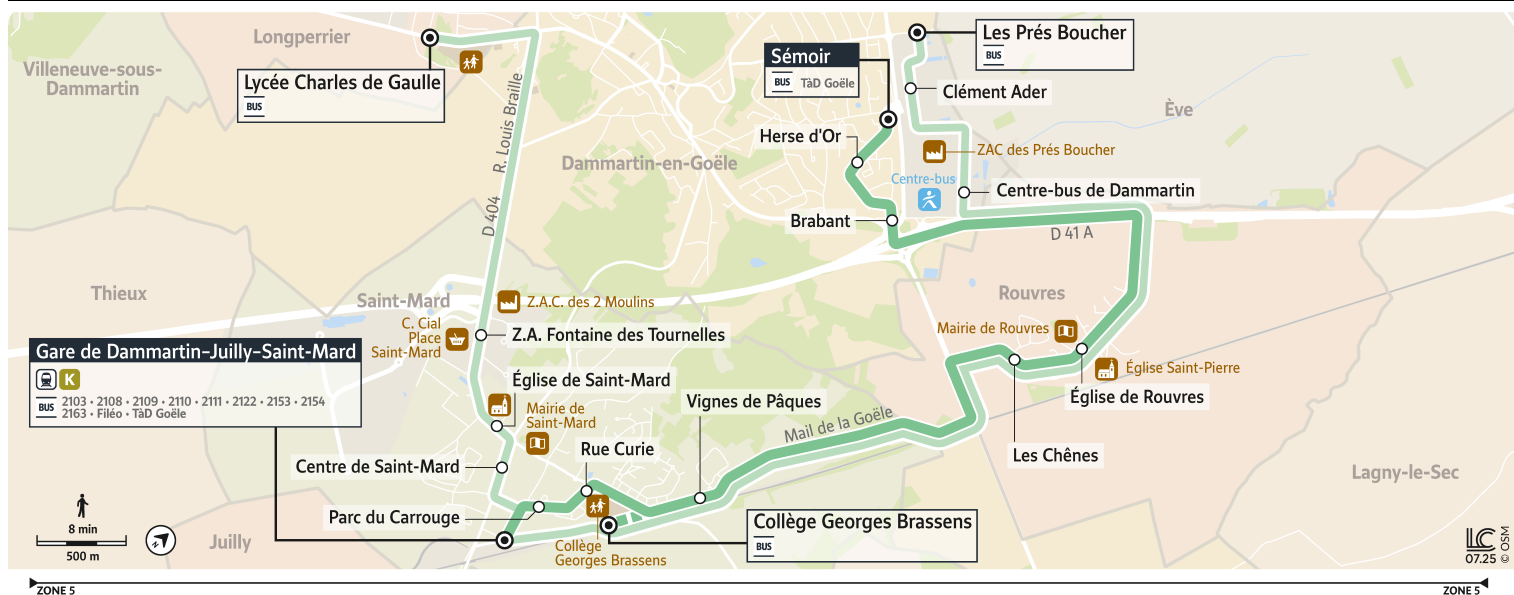 Longperrier
Villeneuve-sous-
Dammartin
Lycée Charles de Gaulle
BUS
R. Louis Braille
D 404
Dammartin-en-Goële
Sémoir
BUS TàD Goële
Herse d'Or
Brabant
Les Prés Boucher
BUS
Clément Ader
Ève
ZAC des Prés Boucher
Centre-bus
Centre-bus de Dammartin
D 41 A
Thieux
Saint-Mard
Z.A.C. des 2 Moulins
C. Cial
Place
Saint-Mard
Z.A. Fontaine des Tournelles
Rouvres
Mairie de Rouvres
Église Saint-Pierre
Église de Rouvres
Les Chênes
Gare de Dammartin–Juilly–Saint-Mard
K
BUS
2103 • 2108 • 2109 • 2110 • 2111 • 2122 • 2153 • 2154
2163 • Filéo • TàD Goële
Église de Saint-Mard
Mairie de
Saint-Mard
Vignes de Pâques
Mail de la Goële
Rue Curie
Centre de Saint-Mard
Parc du Carrouge
Lagny-le-Sec
8 min
500 m
Juilly
Collège
Georges Brassens
Collège Georges Brassens
BUS
LC
07.25
© OSM
ZONE 5
ZONE 5